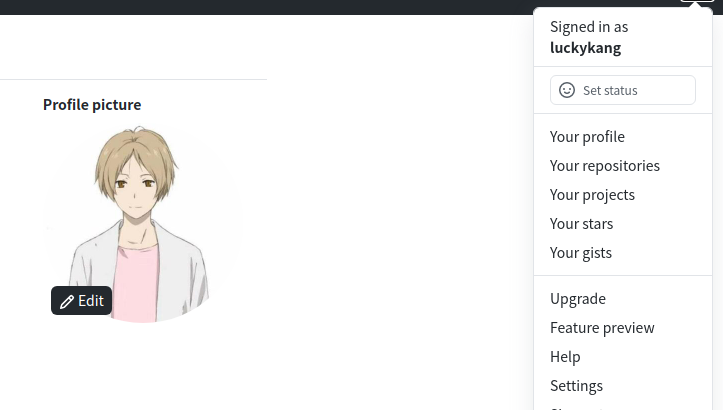 Signed in as
luckykang
Set status
Profile picture
Edit
Your profile
Your repositories
Your projects
Your stars
Your gists
Upgrade
Feature preview
Help
Settings